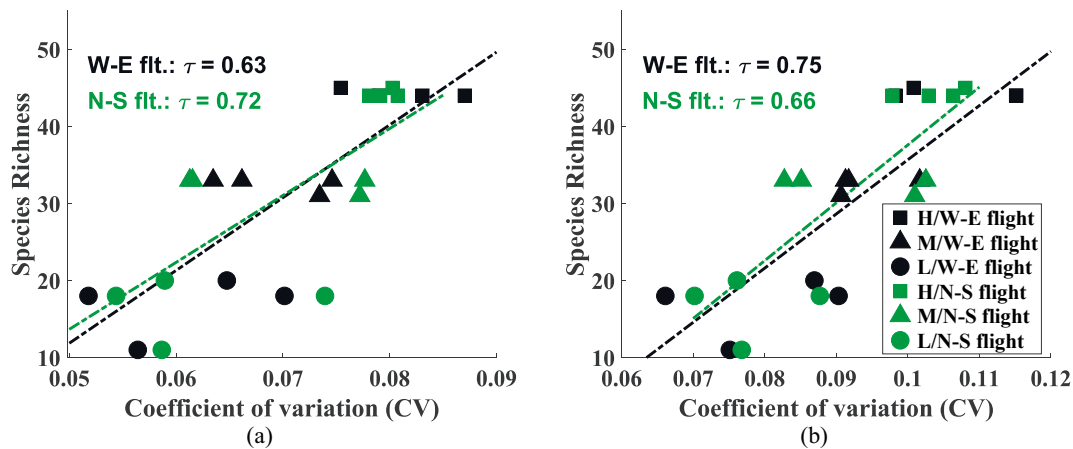 W-E flt.: τ = 0.63
N-S flt.: τ = 0.72
Species Richness
50
40
30
20
10
0.05 0.06 0.07 0.08 0.09
Coefficient of variation (CV)
(a)
W-E flt.: τ = 0.75
N-S flt.: τ = 0.66
Species Richness
50
40
30
20
10
H/W-E flight
M/W-E flight
L/W-E flight
H/N-S flight
M/N-S flight
L/N-S flight
0.06 0.07 0.08 0.09 0.1 0.11 0.12
Coefficient of variation (CV)
(b)